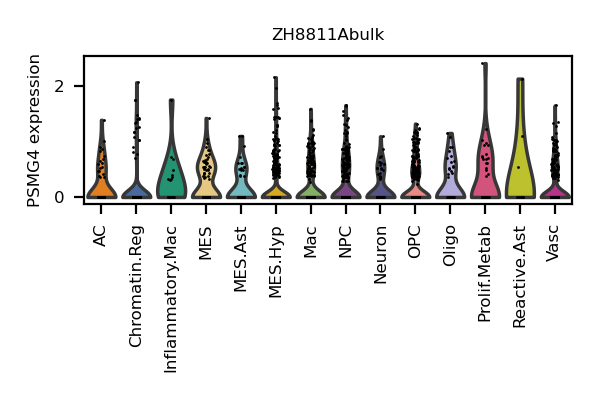 ZH8811Abulk
PSMG4 expression
2
0
AC
Chromatin.Reg
Inflammatory.Mac
MES
MES.Ast
MES.Hyp
Mac
NPC
Neuron
OPC
Oligo
Prolif.Metab
Reactive.Ast
Vasc